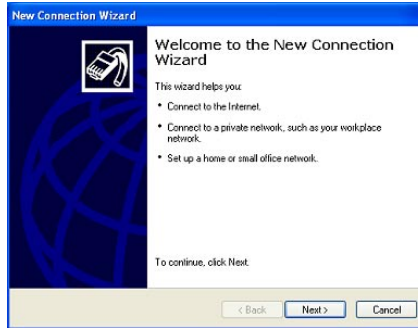 New Connection Wizard
Welcome to the New Connection
Wizard
This wizard helps you:
• Connect to the Internet.
• Connect to a private network, such as your workplace
network.
• Set up a home or small office network.
To continue, click Next.
< Back
Next >
Cancel